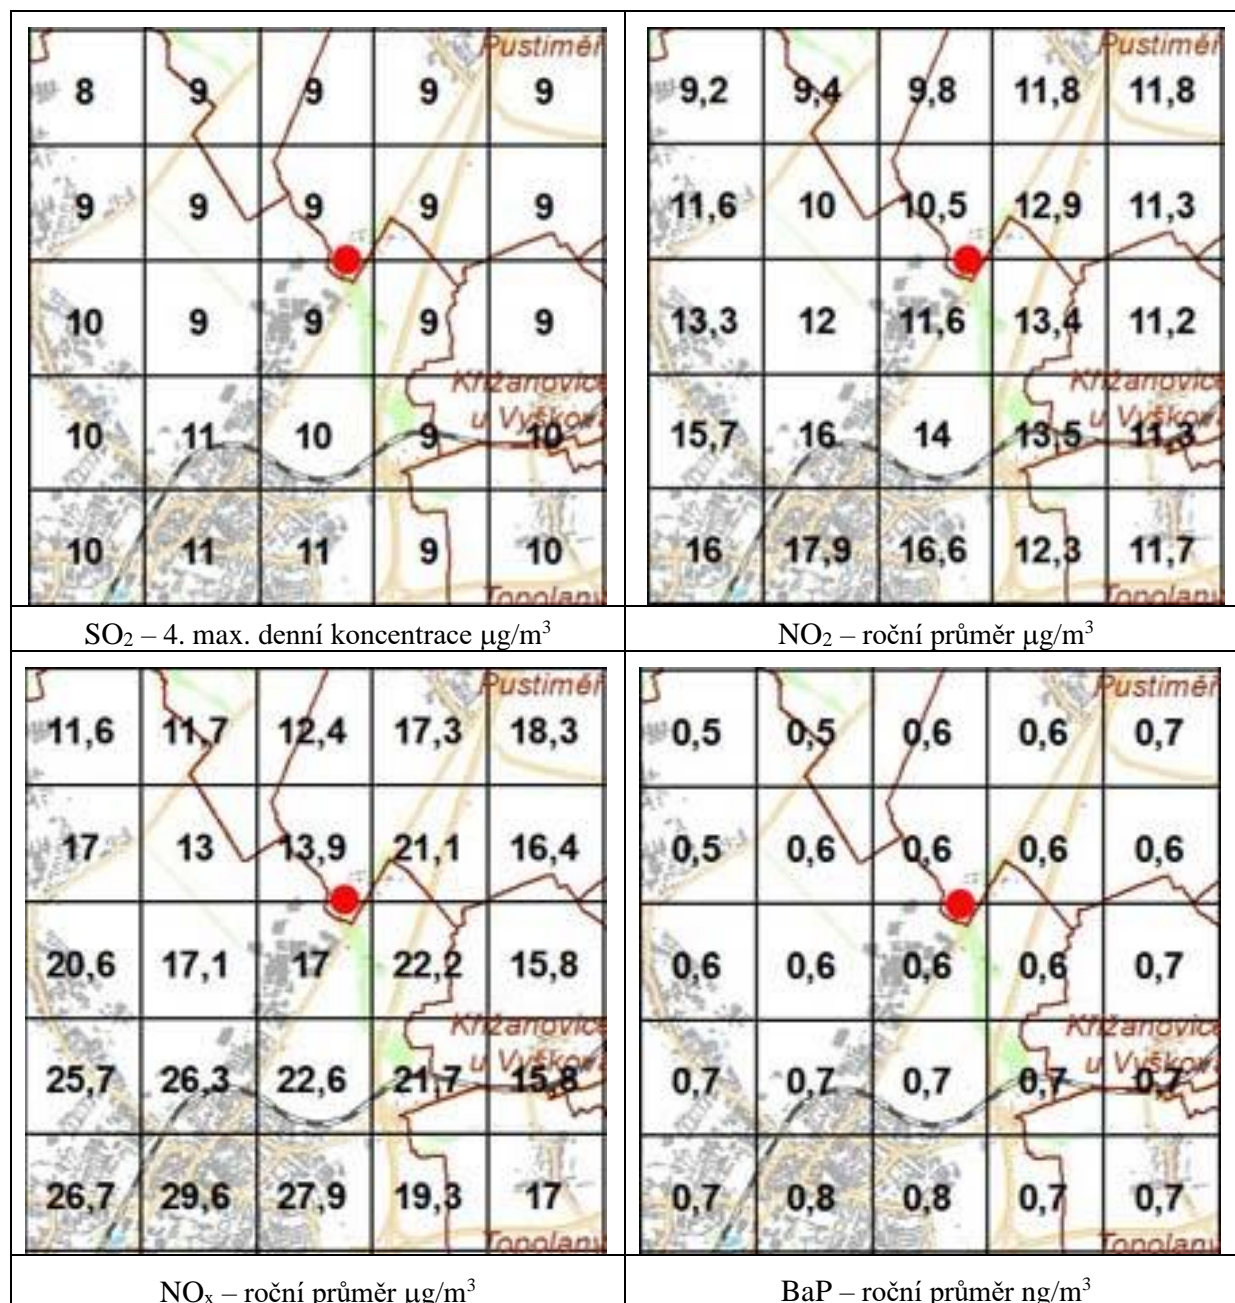 Pustiměř
8 9 9 9 9
9 9 9 9 9
10 9 9 9 9
Křižanovice
u Vyškova
10 11 10 9 10
10 11 11 9 10
Topolany
SO2 – 4. max. denní koncentrace µg/m3
Pustiměř
9,2 9,4 9,8 11,8 11,8
11,6 10 10,5 12,9 11,3
13,3 12 11,6 13,4 11,2
Křižanovice
u Vyškova
15,7 16 14 13,5 11,3
16 17,9 16,6 12,3 11,7
Topolany
NO2 – roční průměr µg/m3
Pustiměř
11,6 11,7 12,4 17,3 18,3
17 13 13,9 21,1 16,4
20,6 17,1 17 22,2 15,8
Křižanovice
u Vyškova
25,7 26,3 22,6 21,7 15,8
26,7 29,6 27,9 19,3 17
Topolany
NOx – roční průměr µg/m3
Pustiměř
0,5 0,5 0,6 0,6 0,7
0,5 0,6 0,6 0,6 0,6
0,6 0,6 0,6 0,6 0,7
Křižanovice
u Vyškova
0,7 0,7 0,7 0,7 0,7
0,7 0,8 0,8 0,7 0,7
Topolany
BaP – roční průměr ng/m3